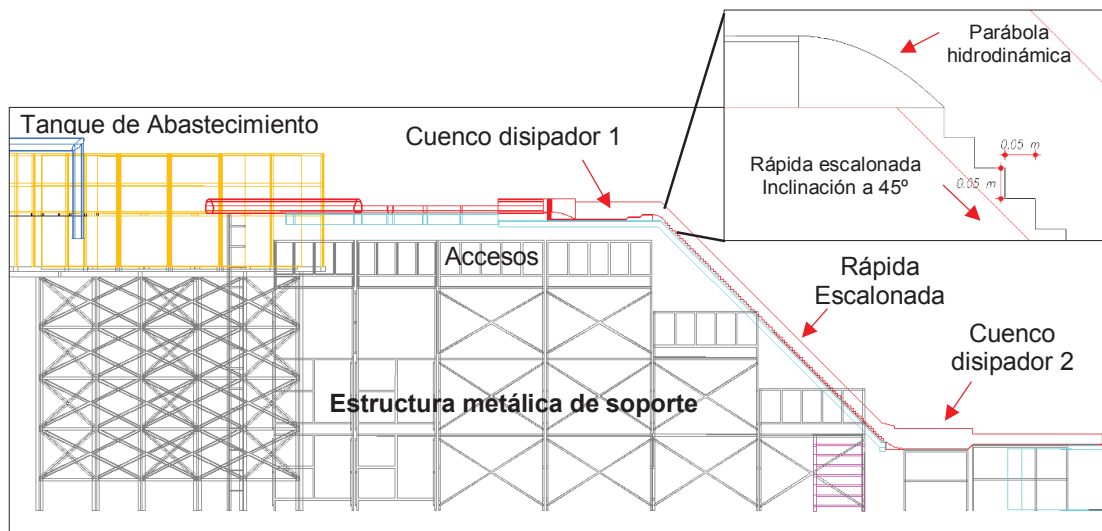 Parábola
hidrodinámica
Tanque de Abastecimiento
Cuenco disipador 1
0.05 m
Rápida escalonada
Inclinación a 45º
0.05 m
Accesos
Rápida
Escalonada
Cuenco
disipador 2
Estructura metálica de soporte